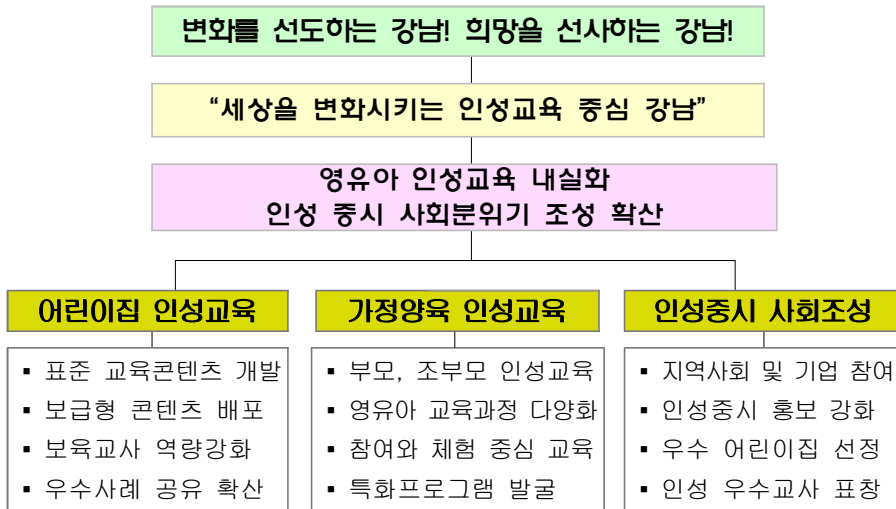 변화를 선도하는 강남! 희망을 선사하는 강남!
“세상을 변화시키는 인성교육 중심 강남”
영유아 인성교육 내실화
인성 중시 사회분위기 조성 확산
어린이집 인성교육
▪ 표준 교육콘텐츠 개발
▪ 보급형 콘텐츠 배포
▪ 보육교사 역량강화
▪ 우수사례 공유 확산
가정양육 인성교육
▪ 부모, 조부모 인성교육
▪ 영유아 교육과정 다양화
▪ 참여와 체험 중심 교육
▪ 특화프로그램 발굴
인성중시 사회조성
▪ 지역사회 및 기업 참여
▪ 인성중시 홍보 강화
▪ 우수 어린이집 선정
▪ 인성 우수교사 표창